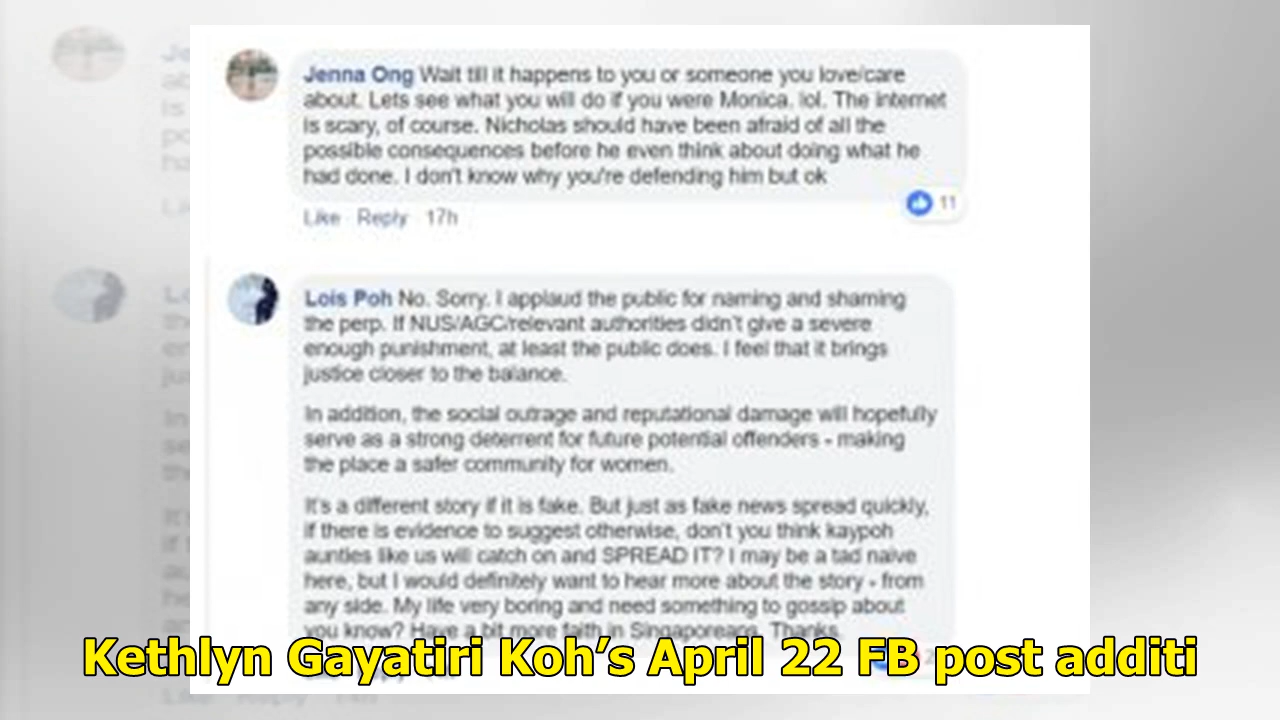 Jenna Ong Wait till it happens to you or someone you love/care
about. Lets see what you will do if you were Monica. lol. The internet
is scary, of course. Nicholas should have been afraid of all the
possible consequences before he even think about doing what he
had done. I don't know why you're defending him but ok
11
Like Reply 17h
Lois Poh No. Sorry. I applaud the public for naming and shaming
the perp. If NUS/AGC/relevant authorities didn't give a severe
enough punishment, at least the public does. I feel that it brings
justice closer to the balance.
In addition, the social outrage and reputational damage will hopefully
serve as a strong deterrent for future potential offenders - making
the place a safer community for women.
It's a different story if it is fake. But just as fake news spread quickly,
if there is evidence to suggest otherwise, don't you think kaypoh
aunties like us will catch on and SPREAD IT? I may be a tad naive
here, but I would definitely want to hear more about the story - from
any side. My life very boring and need something to gossip about
you know? Have a bit more faith in Singaporeans. Thanks.
Kethlyn Gayatiri Koh’s April 22 FB post additi